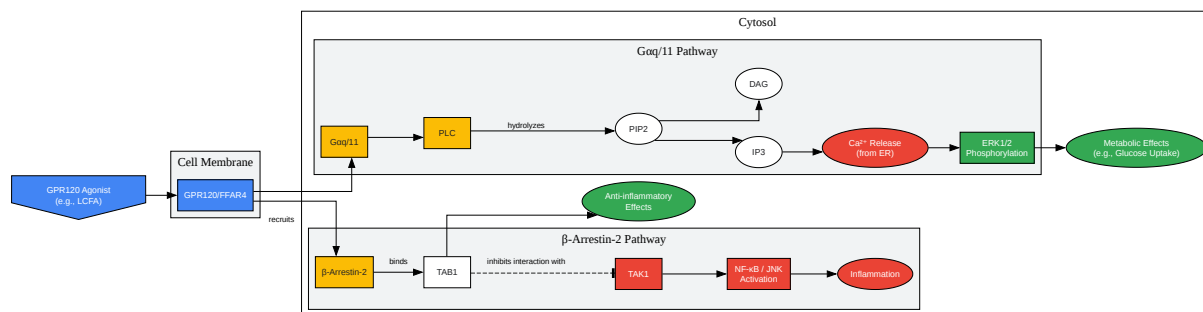 Cytosol
Gαq/11 Pathway
DAG
Gαq/11
PLC
hydrolyzes
PIP2
IP3
Ca²⁺ Release
(from ER)
ERK1/2
Phosphorylation
Metabolic Effects
(e.g., Glucose Uptake)
Cell Membrane
GPR120 Agonist
(e.g., LCFA)
GPR120/FFAR4
recruits
Anti-inflammatory
Effects
β-Arrestin-2 Pathway
β-Arrestin-2
binds
TAB1
inhibits interaction with
TAK1
NF-κB / JNK
Activation
Inflammation